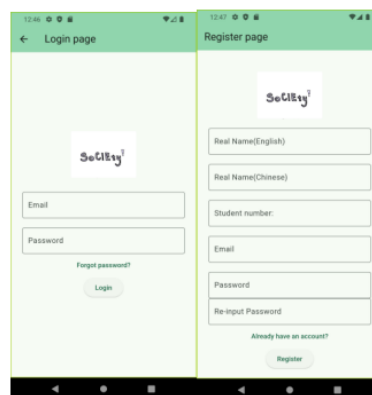 12:46
Login page
SoCIEty?
Email
Password
Forgot password?
Login
12:47
Register page
SoCIEty?
Real Name(English)
Real Name(Chinese)
Student number:
Email
Password
Re-input Password
Already have an account?
Register